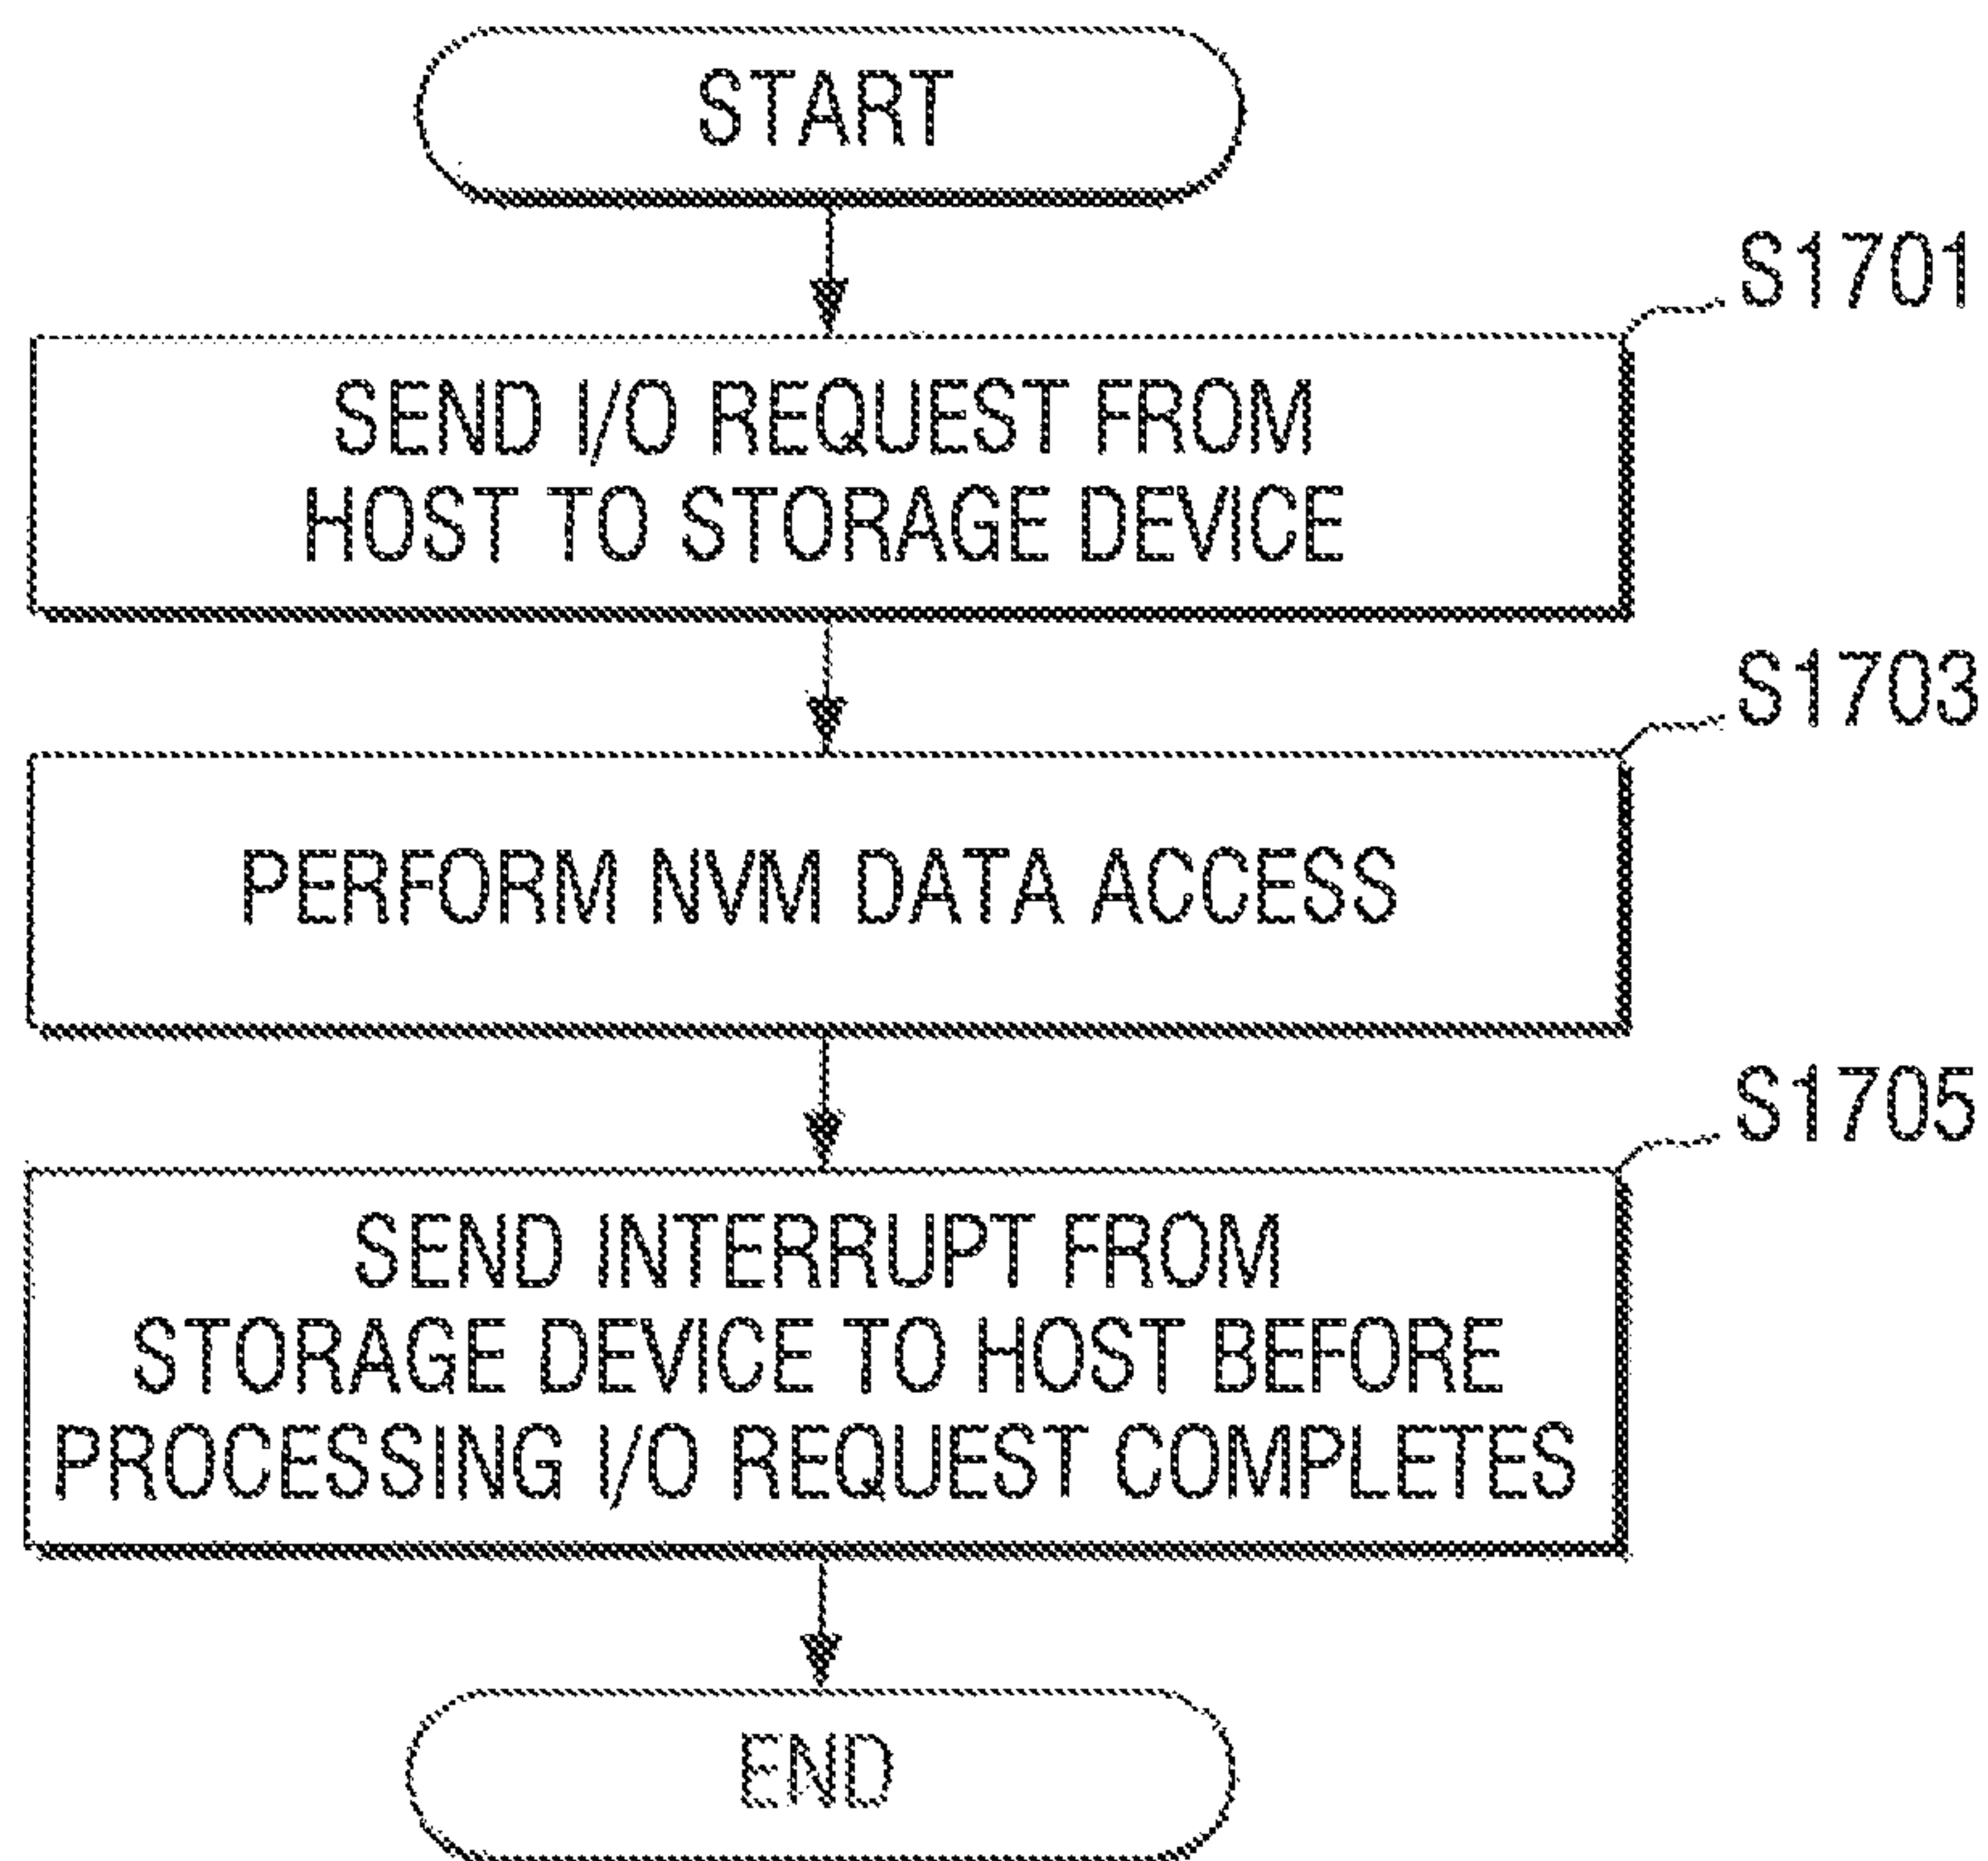 START
S1701
SEND I/O REQUEST FROM
HOST TO STORAGE DEVICE
S1703
PERFORM NVM DATA ACCESS
S1705
SEND INTERRUPT FROM
STORAGE DEVICE TO HOST BEFORE
PROCESSING I/O REQUEST COMPLETES
END